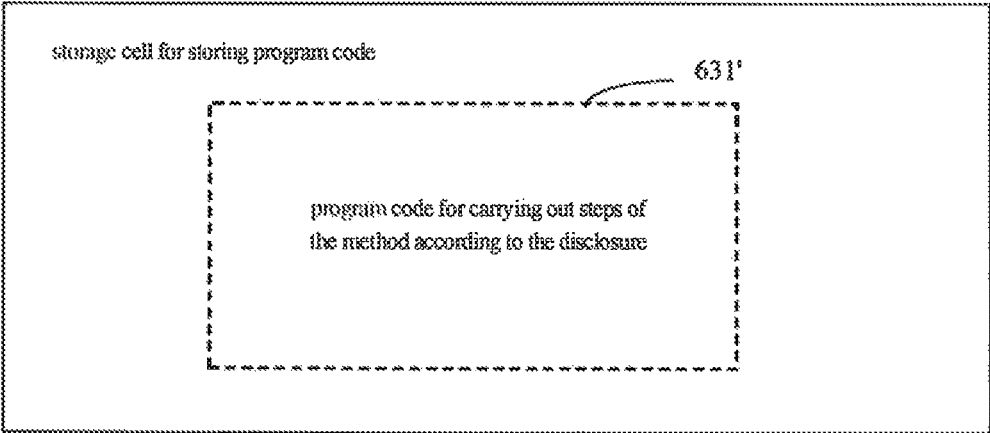 storage cell for storing program code
631'
program code for carrying out steps of
the method according to the disclosure